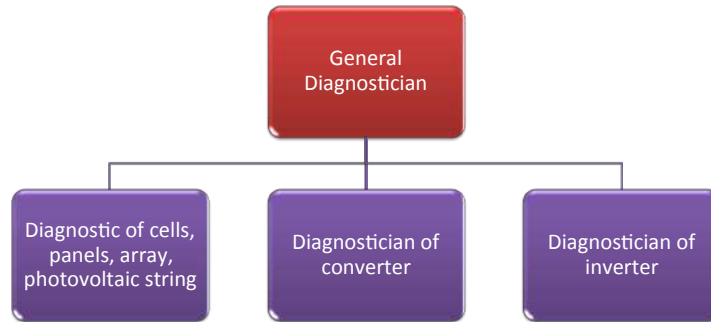 General
Diagnostician
Diagnostic of cells,
panels, array,
photovoltaic string
Diagnostician of
converter
Diagnostician of
inverter